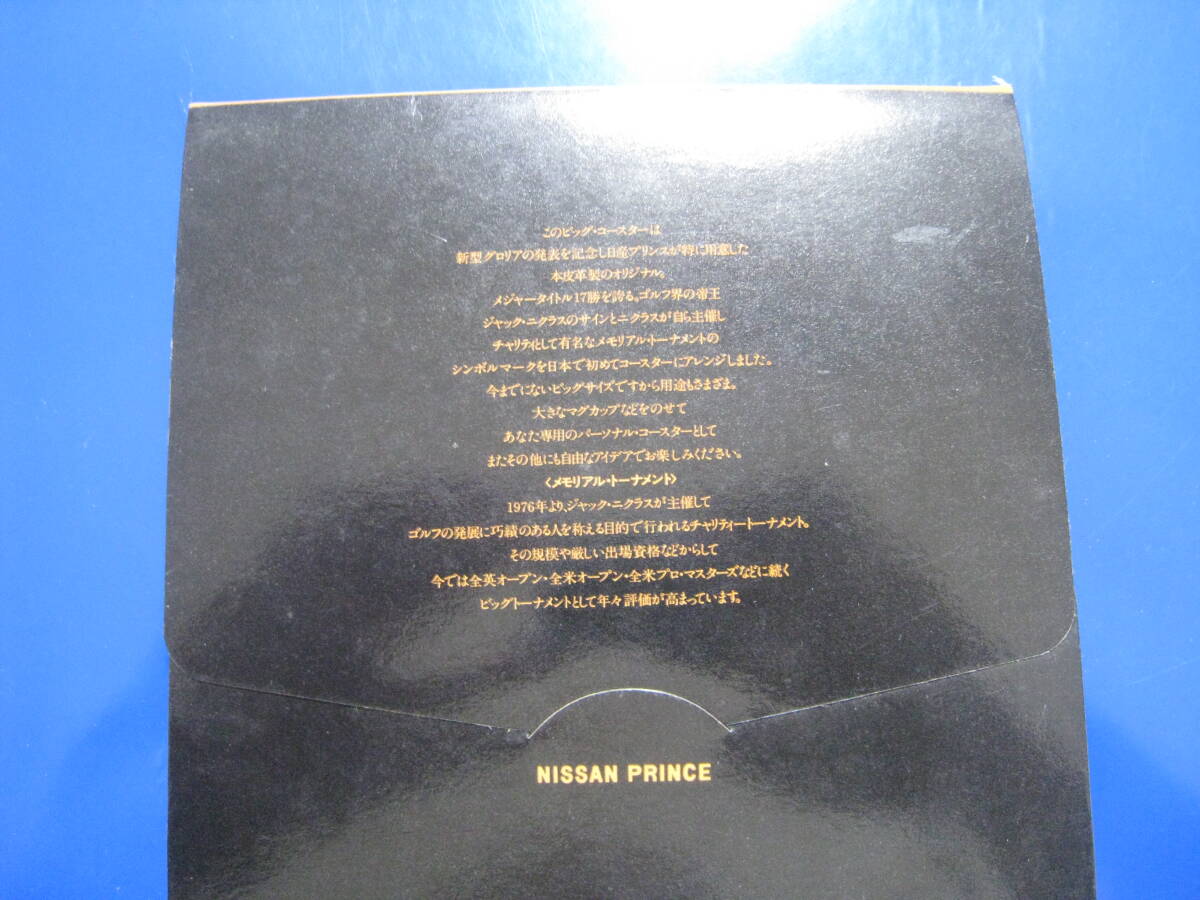 このビッグ・コースターは
新型グロリアの発表を記念し日産プリンスが特に用意した
本皮革製のオリジナル。
メジャータイトル17勝を誇る。ゴルフ界の帝王
ジャック・ニクラスのサインとニクラスが自ら主催し
チャリティとして有名なメモリアル・トーナメントの
シンボルマークを日本で初めてコースターにアレンジしました。
今までにないビッグサイズですから用途もさまざま。
大きなマグカップなどをのせて
あなた専用のパーソナル・コースターとして
またその他にも自由なアイデアでお楽しみください。
〈メモリアル・トーナメント〉
1976年より、ジャック・ニクラスが主催して
ゴルフの発展に巧績のある人を称える目的で行われるチャリティートーナメント。
その規模や厳しい出場資格などからして
今では全英オープン・全米オープン・全米プロ・マスターズなどに続く
ビッグトーナメントとして年々評価が高まっています。
NISSAN PRINCE